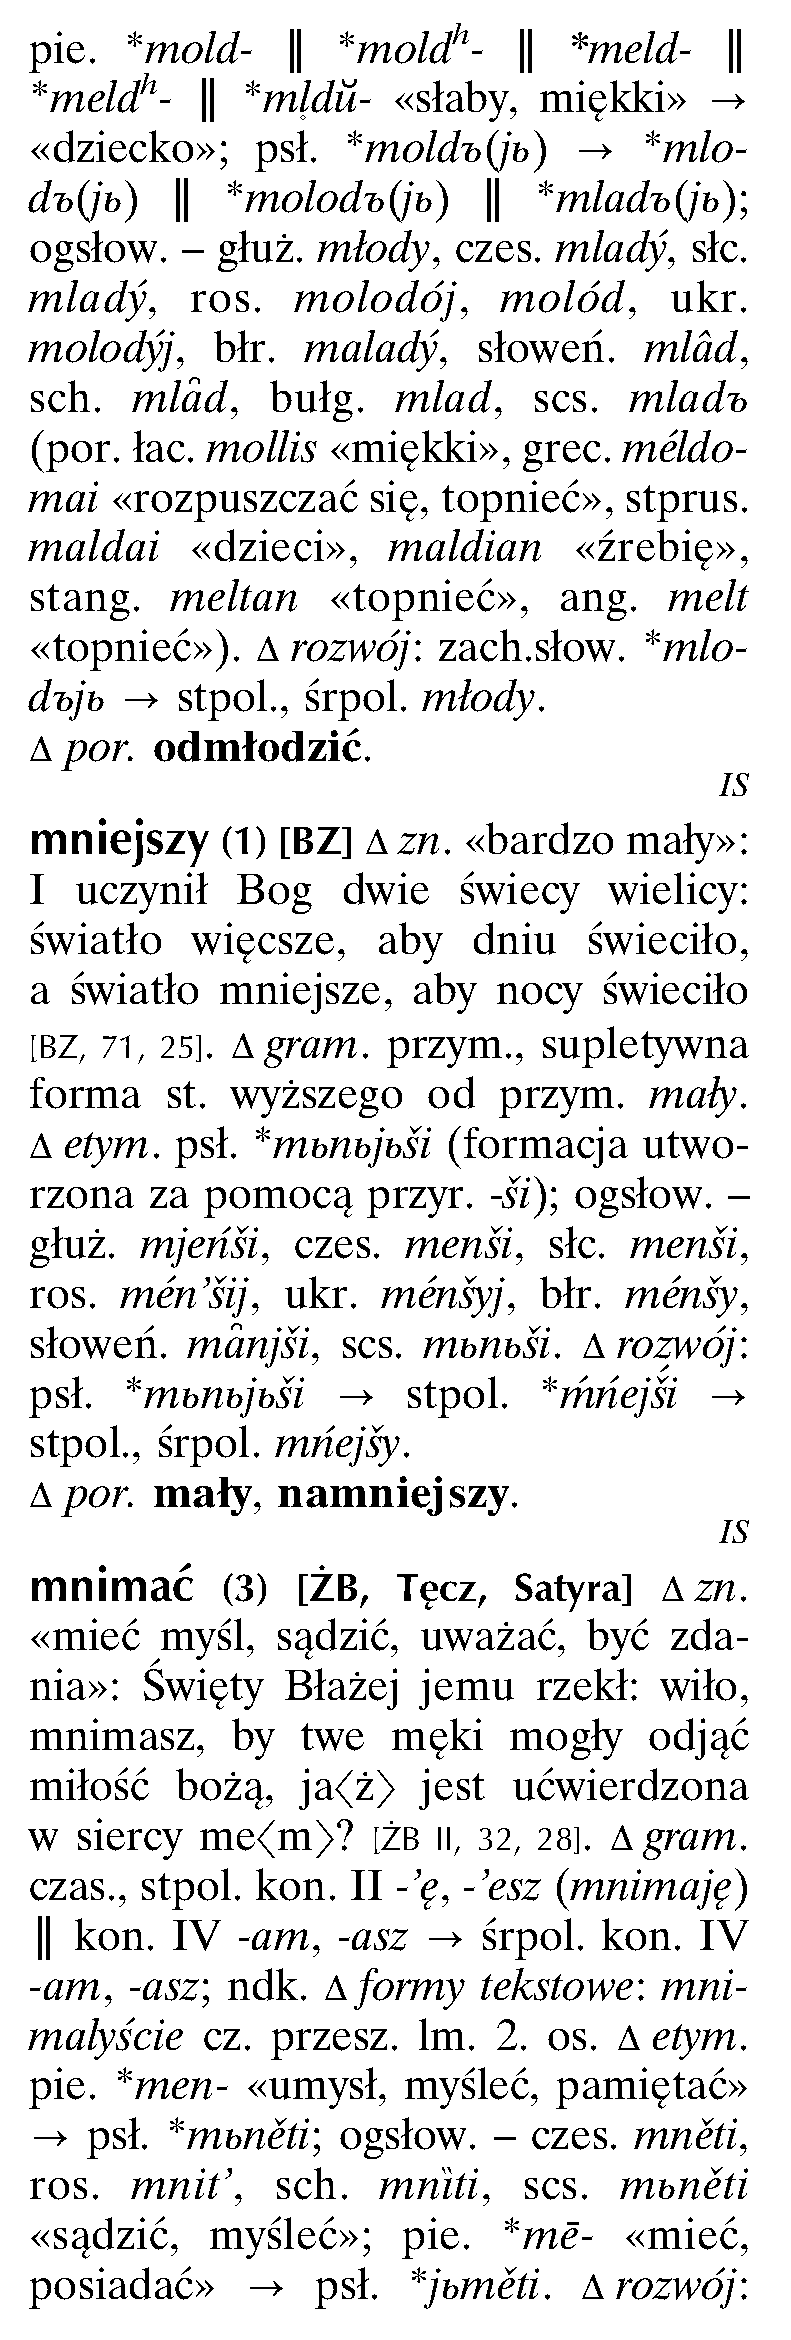 pie. *mold- ‖ *moldʰ- ‖ *meld- ‖
*meldʰ- ‖ *ml̥dŭ- «słaby, miękki» →
«dziecko»; psł. *moldъ(jь) → *mlo-
dъ(jь) ‖ *molodъ(jь) ‖ *mladъ(jь);
ogsłow. – głuż. młody, czes. mladý, słc.
mladý, ros. molodój, molód, ukr.
molodýj, błr. maladý, słoweń. mlâd,
sch. mlȃd, bułg. mlad, scs. mladъ
(por. łac. mollis «miękki», grec. méldo-
mai «rozpuszczać się, topnieć», stprus.
maldai «dzieci», maldian «źrebię»,
stang. meltan «topnieć», ang. melt
«topnieć»). Δ rozwój: zach.słow. *mlo-
dъjь → stpol., śrpol. młody.
Δ por. odmłodzić.
IS
mniejszy (1) [BZ] Δ zn. «bardzo mały»:
I uczynił Bog dwie świecy wielicy:
światło więcsze, aby dniu świeciło,
a światło mniejsze, aby nocy świeciło
[BZ, 71, 25]. Δ gram. przym., supletywna
forma st. wyższego od przym. mały.
Δ etym. psł. *mьnьjьši (formacja utwo-
rzona za pomocą przyr. -ši); ogsłow. –
głuż. mjeńši, czes. menši, słc. menši,
ros. mén’šij, ukr. ménšyj, błr. ménšy,
słoweń. mȃnjši, scs. mьnьši. Δ rozwój:
psł. *mьnьjьši → stpol. *ḿńejš́i →
stpol., śrpol. mńejšy.
Δ por. mały, namniejszy.
IS
mnimać (3) [ŻB, Tęcz, Satyra] Δ zn.
«mieć myśl, sądzić, uważać, być zda-
nia»: Święty Błażej jemu rzekł: wiło,
mnimasz, by twe męki mogły odjąć
miłość bożą, ja⟨ż⟩ jest ućwierdzona
w siercy me⟨m⟩? [ŻB II, 32, 28]. Δ gram.
czas., stpol. kon. II -’ę, -’esz (mnimaję)
‖ kon. IV -am, -asz → śrpol. kon. IV
-am, -asz; ndk. Δ formy tekstowe: mni-
malyście cz. przesz. lm. 2. os. Δ etym.
pie. *men- «umysł, myśleć, pamiętać»
→ psł. *mьněti; ogsłow. – czes. mněti,
ros. mnit’, sch. mnȉti, scs. mьněti
«sądzić, myśleć»; pie. *mē- «mieć,
posiadać» → psł. *jьměti. Δ rozwój: